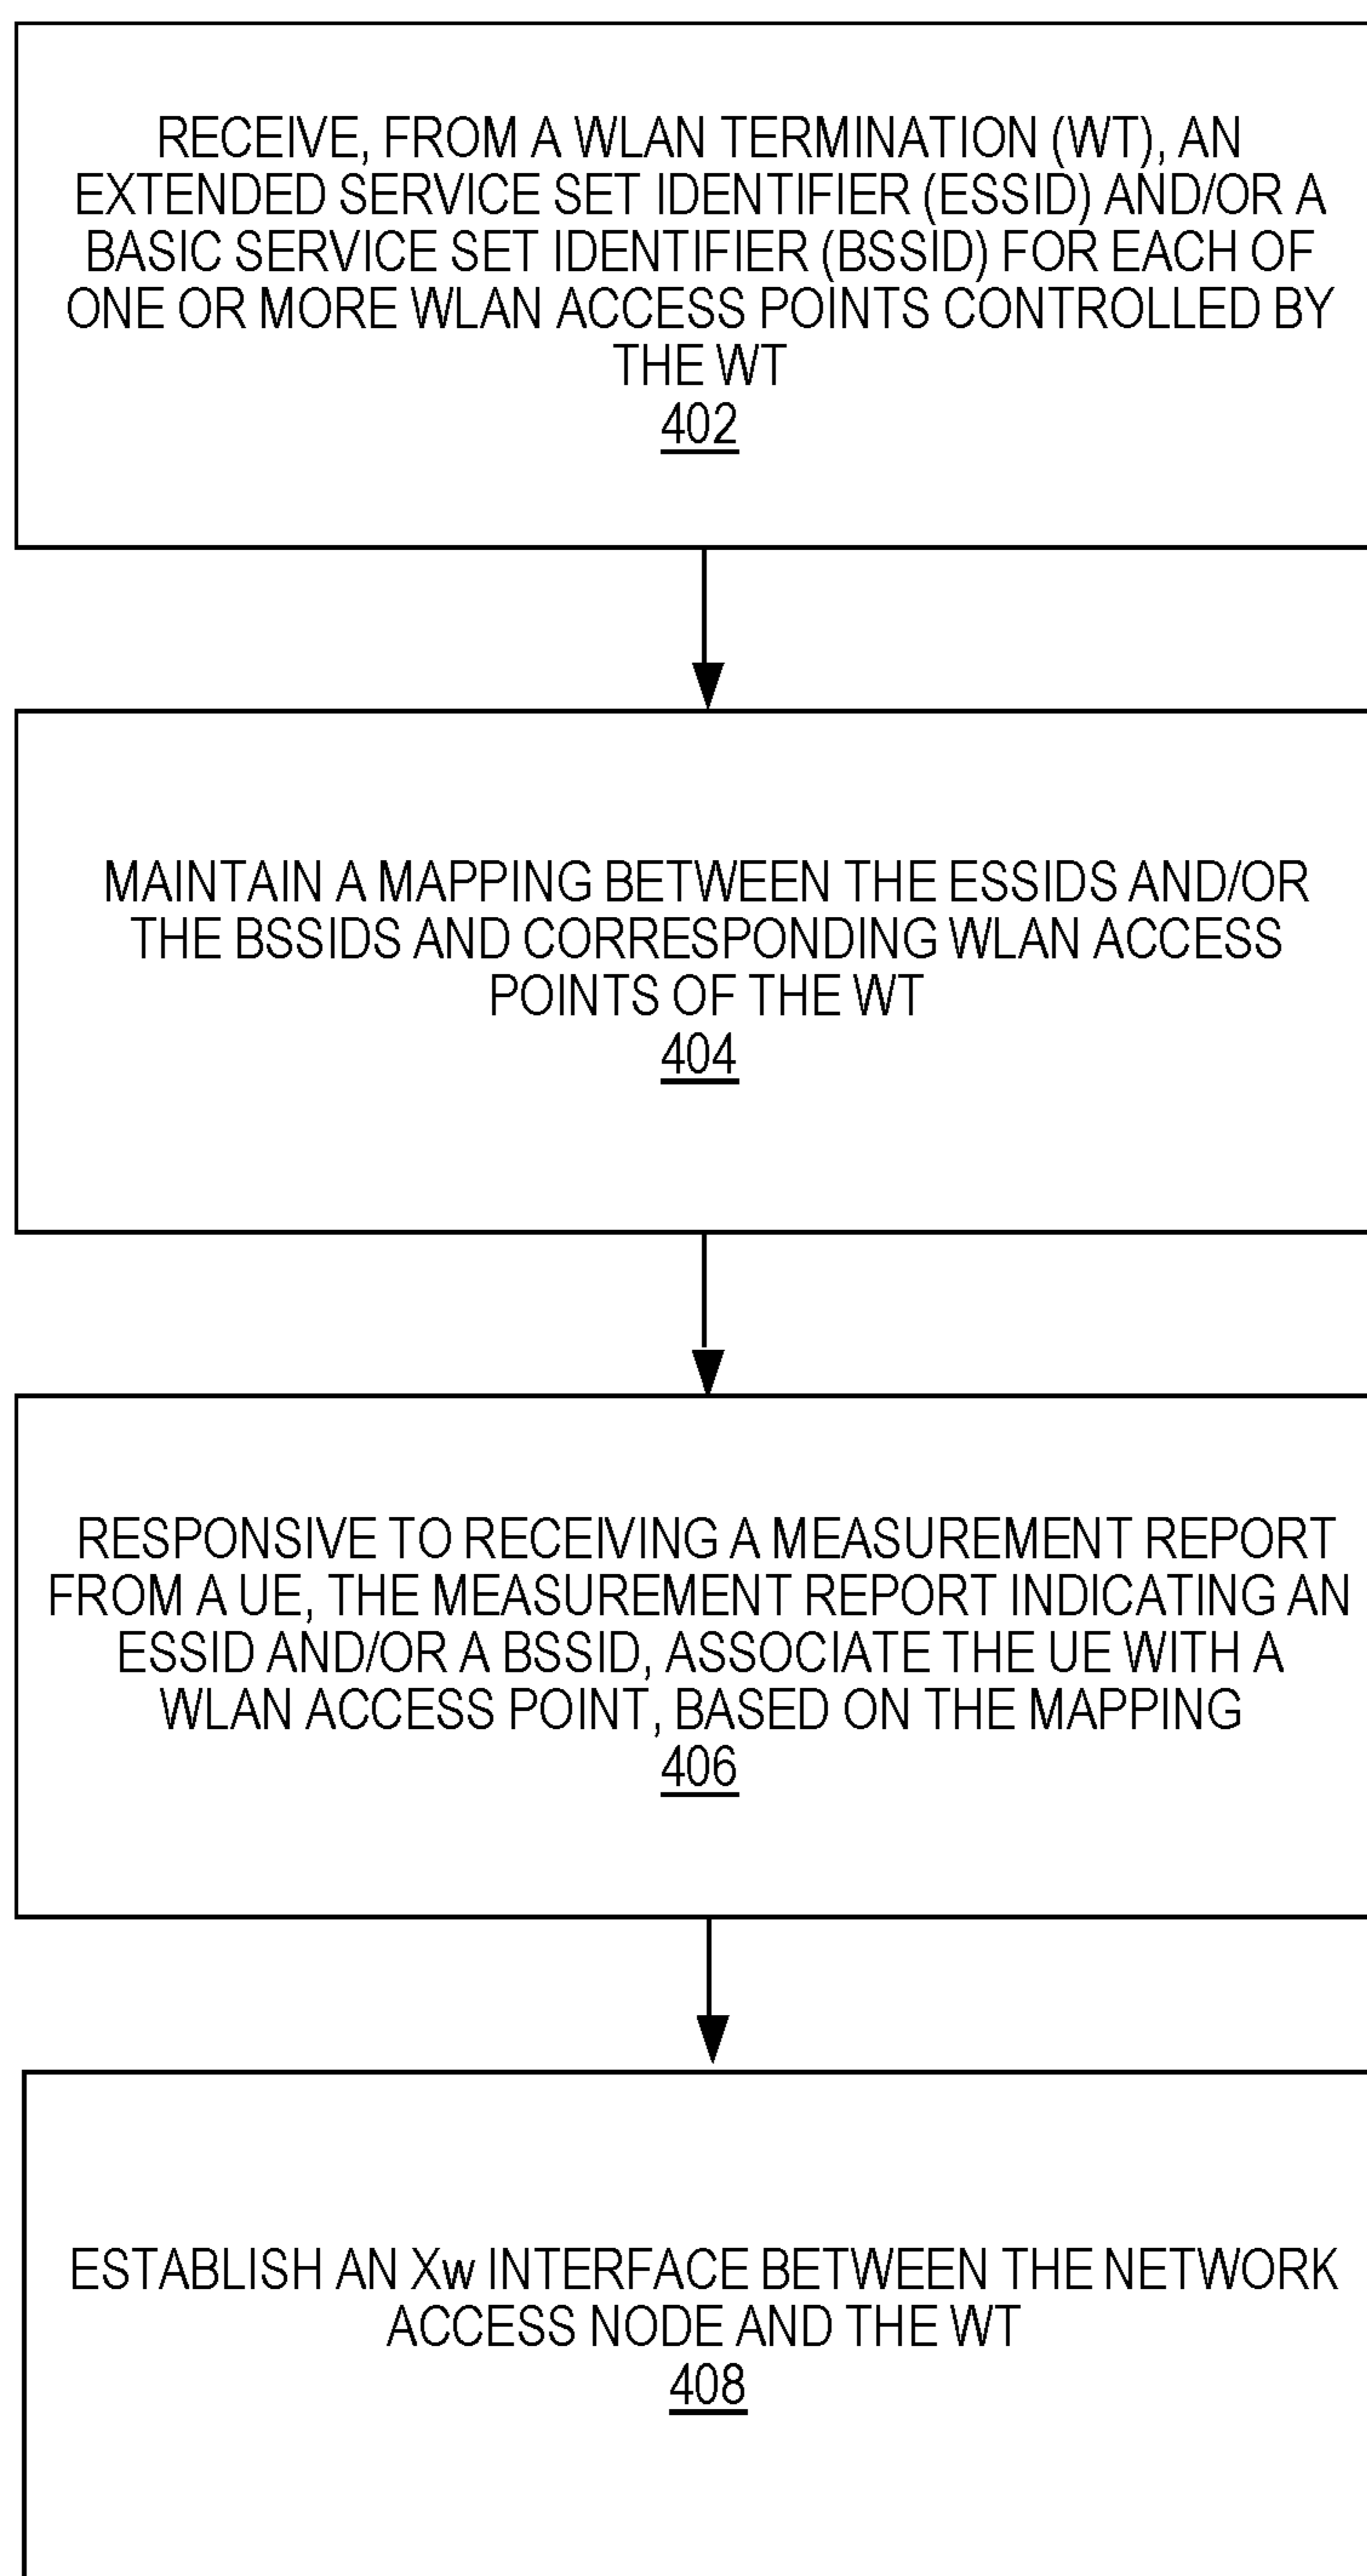 RECEIVE, FROM A WLAN TERMINATION (WT), AN
EXTENDED SERVICE SET IDENTIFIER (ESSID) AND/OR A
BASIC SERVICE SET IDENTIFIER (BSSID) FOR EACH OF
ONE OR MORE WLAN ACCESS POINTS CONTROLLED BY
THE WT
402
MAINTAIN A MAPPING BETWEEN THE ESSIDS AND/OR
THE BSSIDS AND CORRESPONDING WLAN ACCESS
POINTS OF THE WT
404
RESPONSIVE TO RECEIVING A MEASUREMENT REPORT
FROM A UE, THE MEASUREMENT REPORT INDICATING AN
ESSID AND/OR A BSSID, ASSOCIATE THE UE WITH A
WLAN ACCESS POINT, BASED ON THE MAPPING
406
ESTABLISH AN Xw INTERFACE BETWEEN THE NETWORK
ACCESS NODE AND THE WT
408